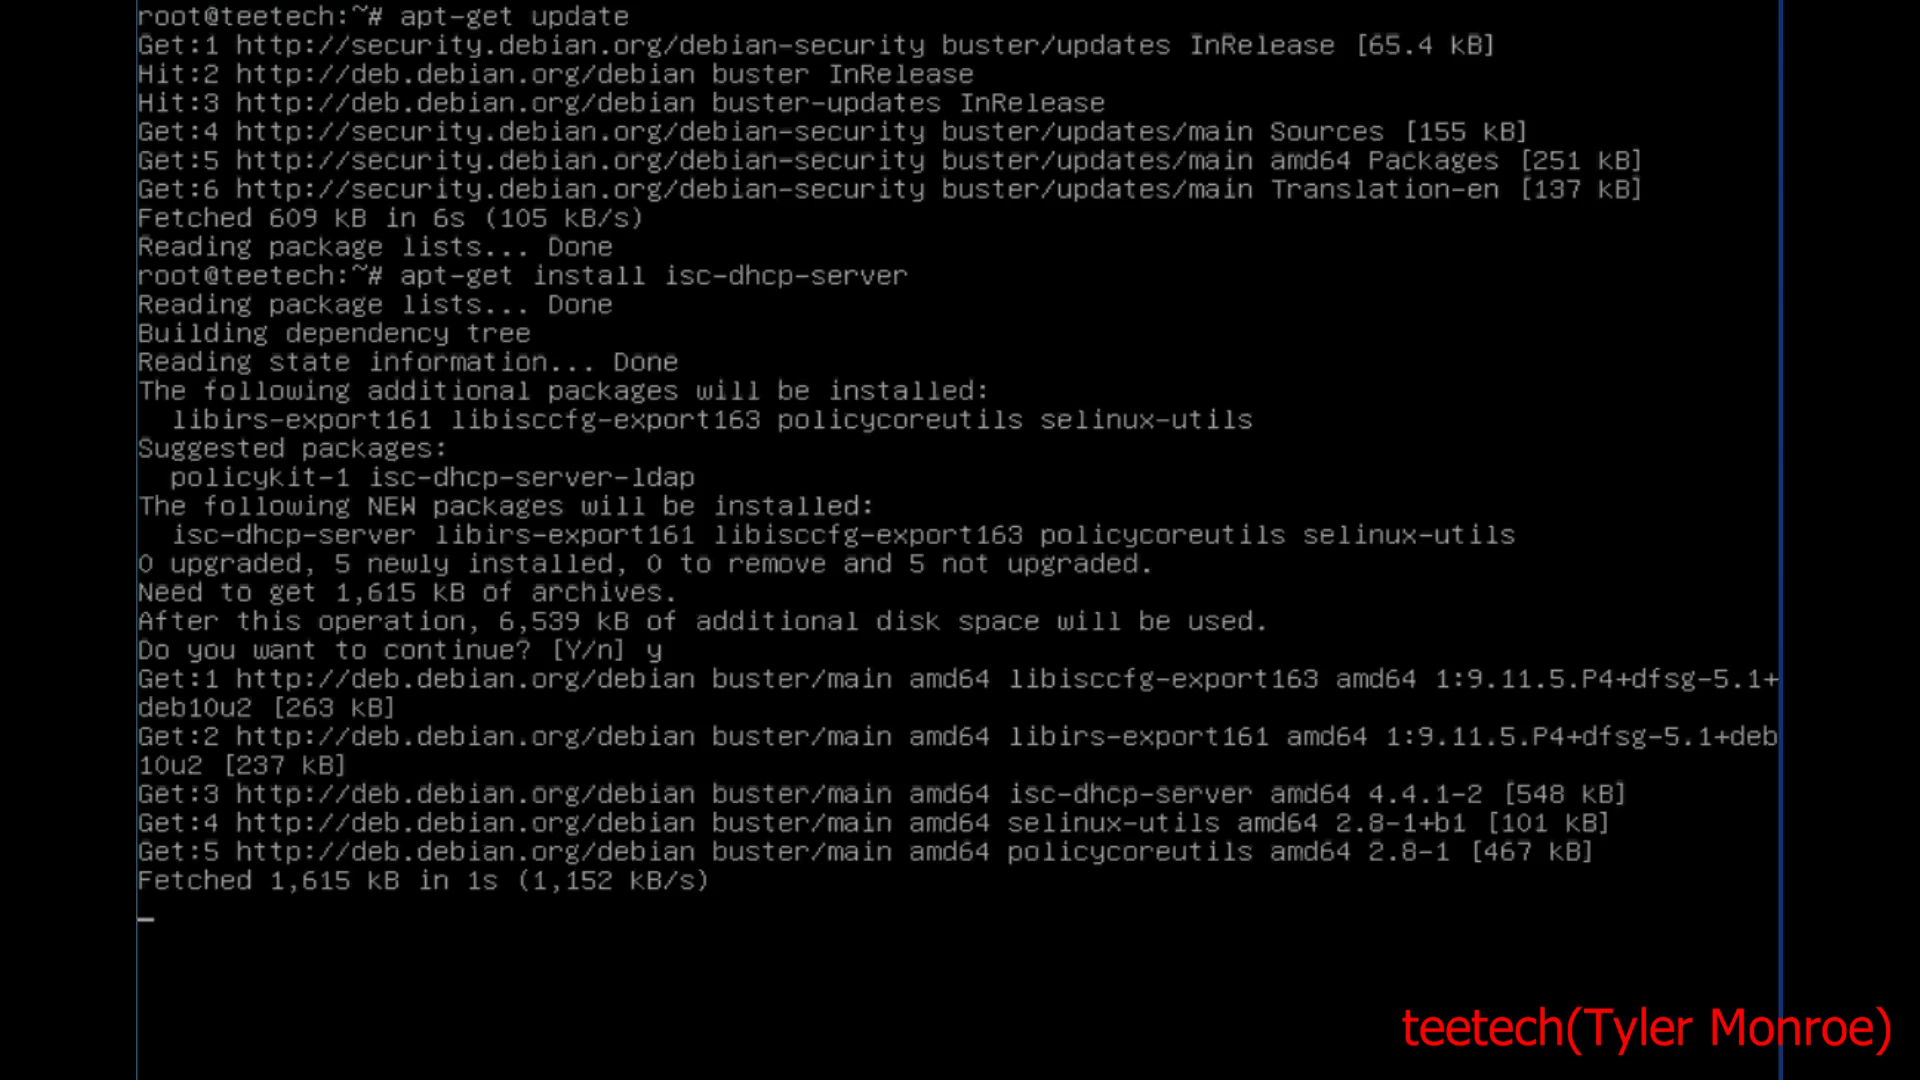 root@teetech:~# apt-get update
Get:1 http://security.debian.org/debian-security buster/updates InRelease [65.4 kB]
Hit:2 http://deb.debian.org/debian buster InRelease
Hit:3 http://deb.debian.org/debian buster-updates InRelease
Get:4 http://security.debian.org/debian-security buster/updates/main Sources [155 kB]
Get:5 http://security.debian.org/debian-security buster/updates/main amd64 Packages [251 kB]
Get:6 http://security.debian.org/debian-security buster/updates/main Translation-en [137 kB]
Fetched 609 kB in 6s (105 kB/s)
Reading package lists... Done
root@teetech:~# apt-get install isc-dhcp-server
Reading package lists... Done
Building dependency tree
Reading state information... Done
The following additional packages will be installed:
  libirs-export161 libisccfg-export163 policycoreutils selinux-utils
Suggested packages:
  policykit-1 isc-dhcp-server-ldap
The following NEW packages will be installed:
  isc-dhcp-server libirs-export161 libisccfg-export163 policycoreutils selinux-utils
0 upgraded, 5 newly installed, 0 to remove and 5 not upgraded.
Need to get 1,615 kB of archives.
After this operation, 6,539 kB of additional disk space will be used.
Do you want to continue? [Y/n] y
Get:1 http://deb.debian.org/debian buster/main amd64 libisccfg-export163 amd64 1:9.11.5.P4+dfsg-5.1+
deb10u2 [263 kB]
Get:2 http://deb.debian.org/debian buster/main amd64 libirs-export161 amd64 1:9.11.5.P4+dfsg-5.1+deb
10u2 [237 kB]
Get:3 http://deb.debian.org/debian buster/main amd64 isc-dhcp-server amd64 4.4.1-2 [548 kB]
Get:4 http://deb.debian.org/debian buster/main amd64 selinux-utils amd64 2.8-1+b1 [101 kB]
Get:5 http://deb.debian.org/debian buster/main amd64 policycoreutils amd64 2.8-1 [467 kB]
Fetched 1,615 kB in 1s (1,152 kB/s)
teetech(Tyler Monroe)